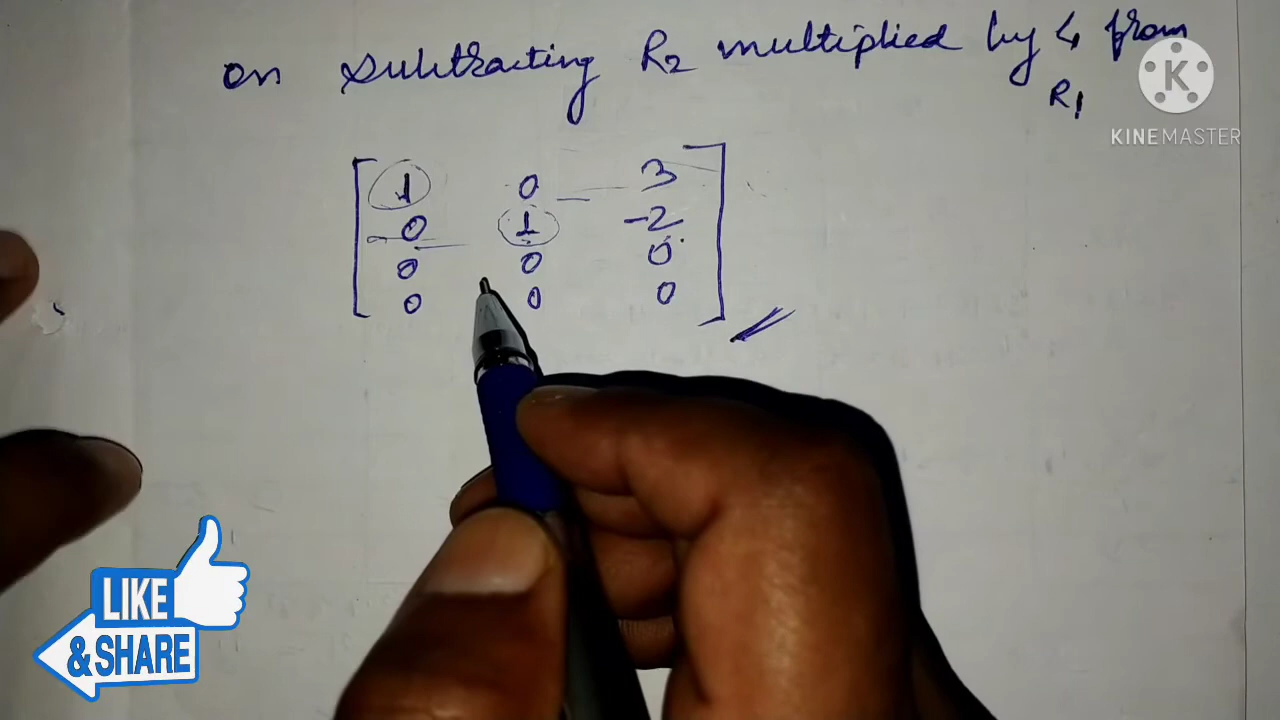 on subtracting R2 multiplied by 4 from
R1
KINEMASTER
1 0 3
0 1 -2
0 0 0
0 0 0
LIKE
&SHARE